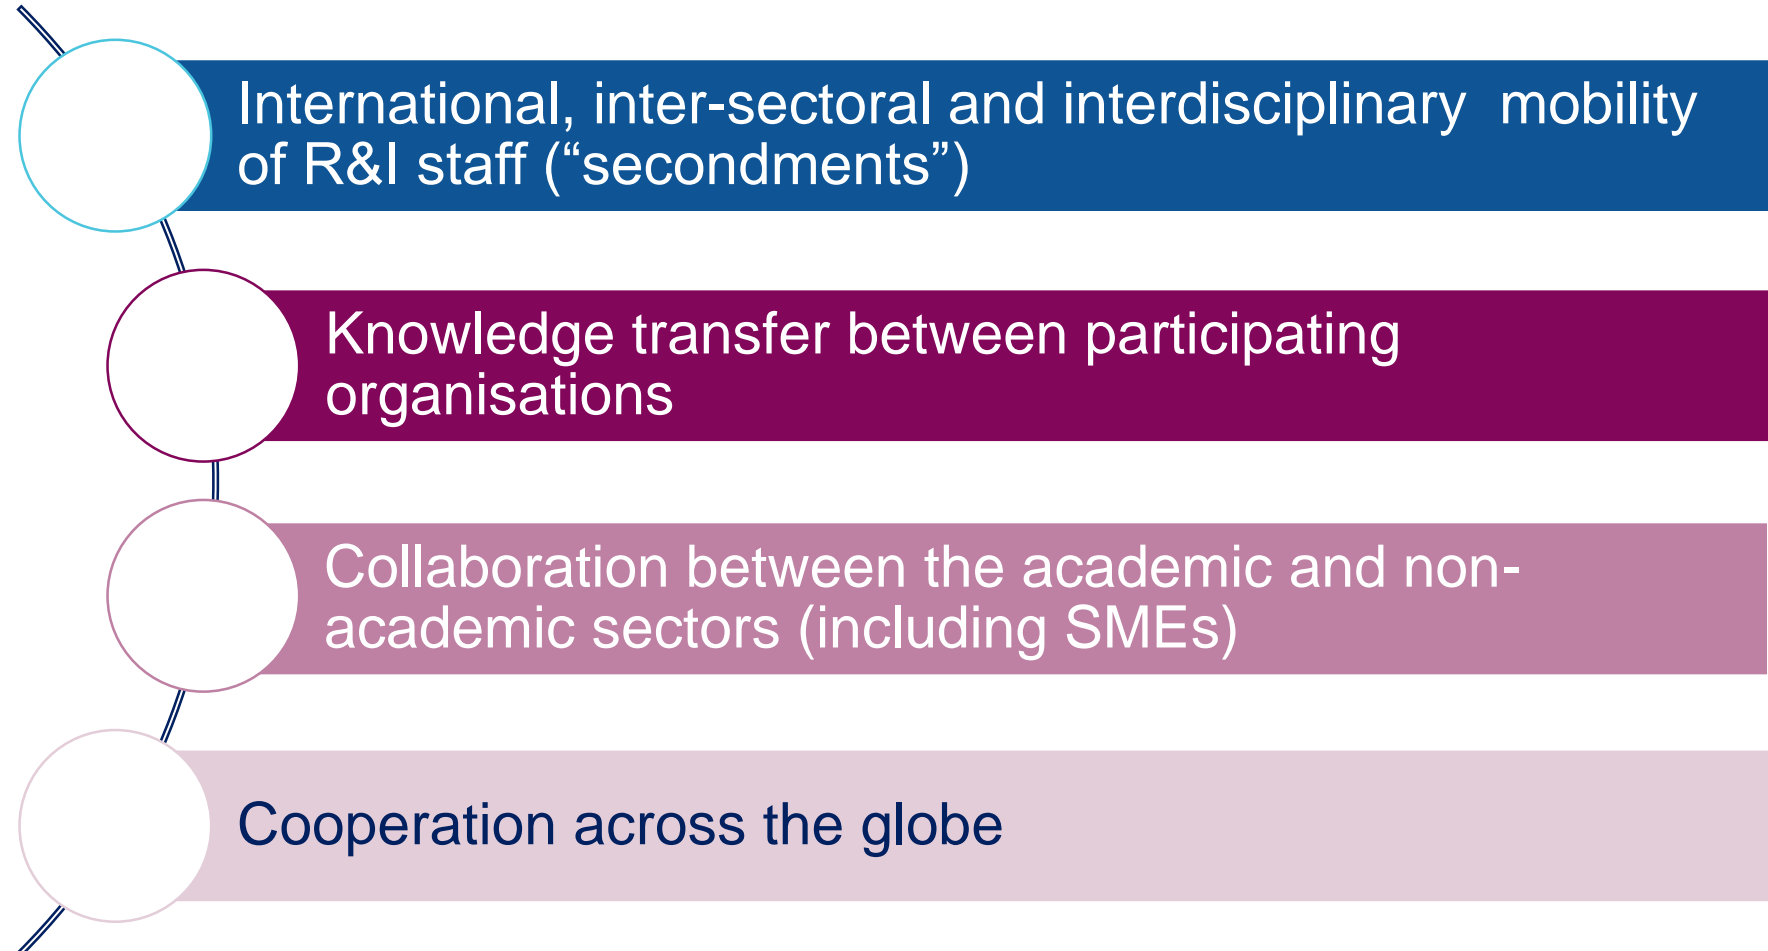 International, inter-sectoral and interdisciplinary  mobility
of R&I staff (“secondments”)
Knowledge transfer between participating
organisations
Collaboration between the academic and non-
academic sectors (including SMEs)
Cooperation across the globe